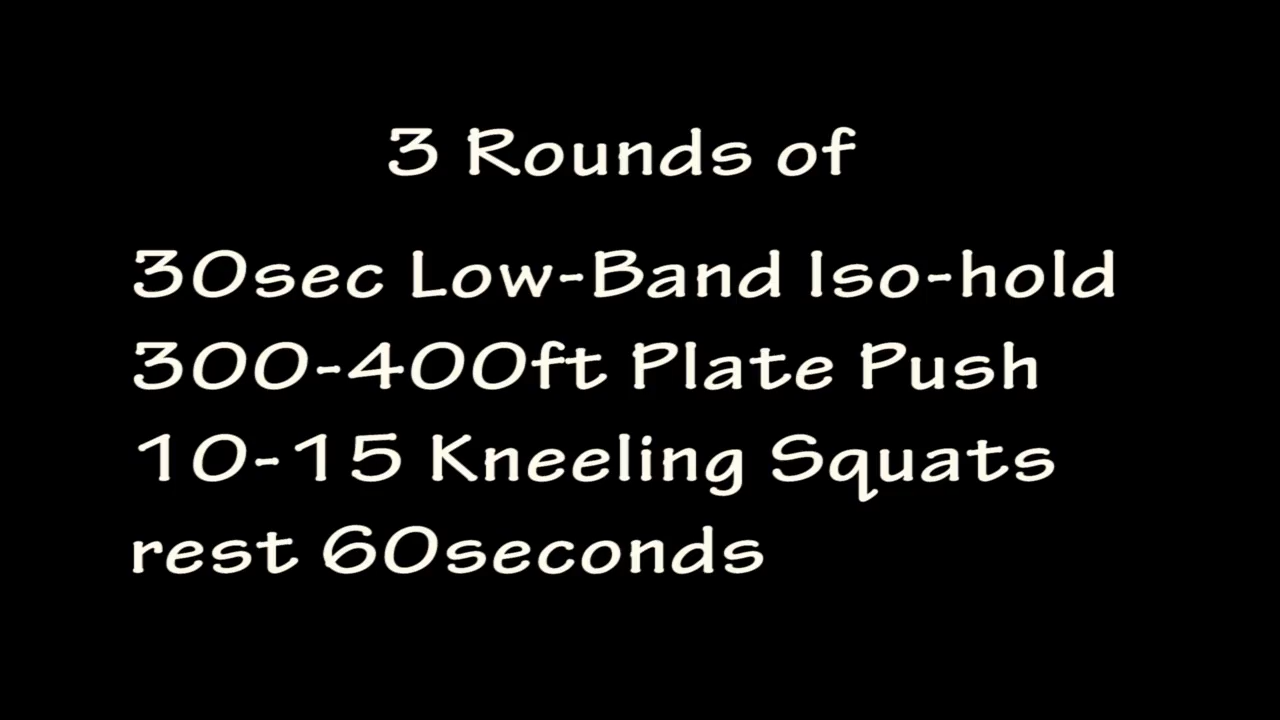 3 Rounds of
30sec Low-Band Iso-hold
300-400ft Plate Push
10-15 Kneeling Squats
rest 60seconds